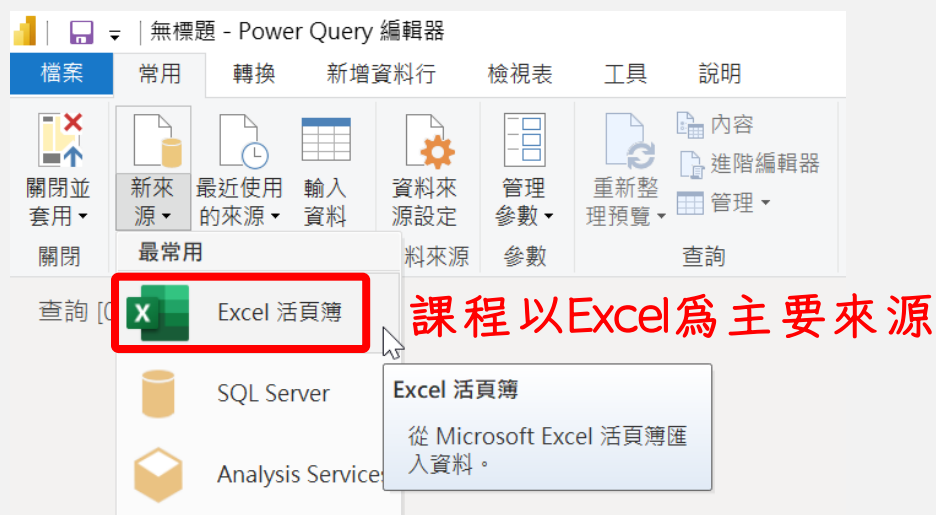 無標題 - Power Query 編輯器
檔案 常用 轉換 新增資料行 檢視表 工具 說明
關閉並
套用
新來
源
最近使用
的來源
輸入
資料
資料來
源設定
管理
參數
重新整
理預覽
內容
進階編輯器
管理
關閉
料來源
參數
查詢
最常用
查詢 [
Excel 活頁簿
課程以Excel為主要來源
SQL Server
Excel 活頁簿
從 Microsoft Excel 活頁簿匯
入資料。
Analysis Services